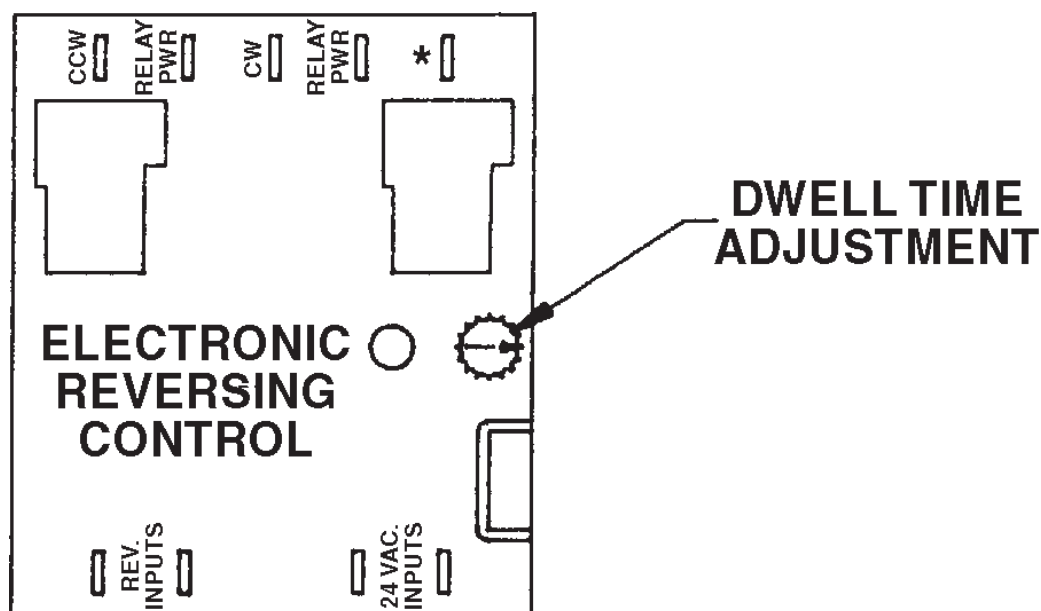 CCW
RELAY
PWR
CW
RELAY
PWR
*
DWELL TIME
ADJUSTMENT
ELECTRONIC
REVERSING
CONTROL
REV.
INPUTS
24 VAC.
INPUTS